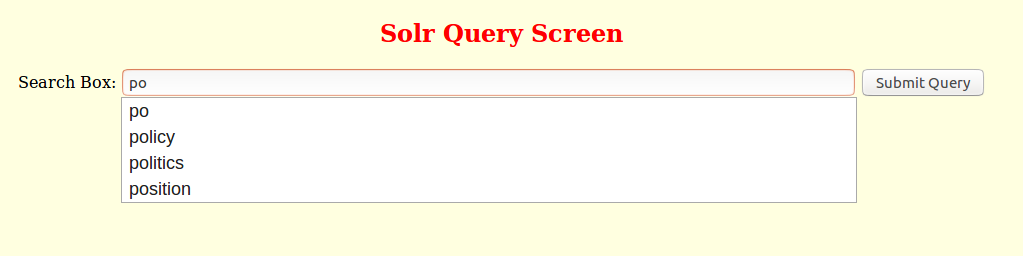 Solr Query Screen
Search Box: po Submit Query
po
policy
politics
position